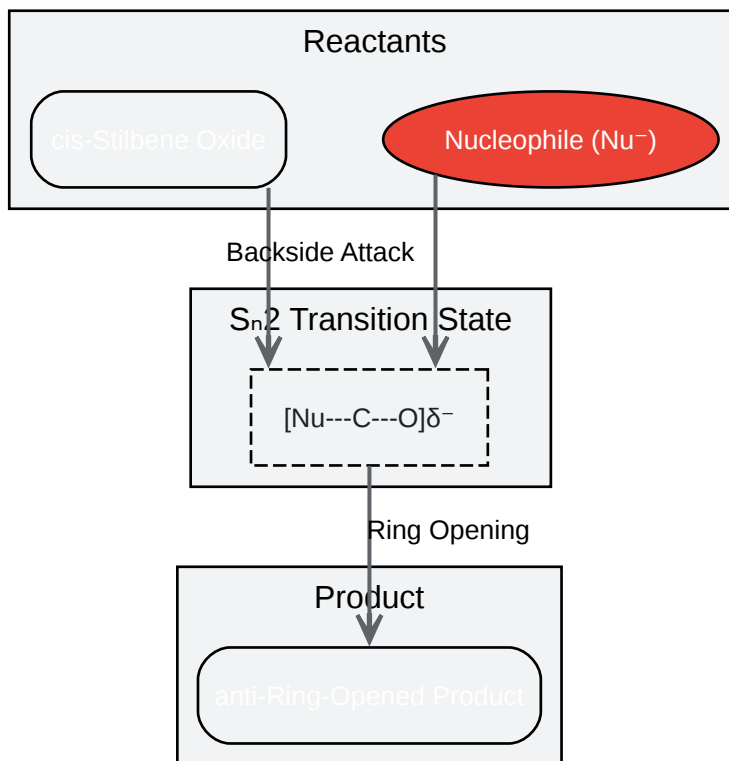 Reactants
cis-Stilbene Oxide
Nucleophile (Nu⁻)
Backside Attack
Sₙ2 Transition State
[Nu---C---O]δ⁻
Ring Opening
Product
anti-Ring-Opened Product